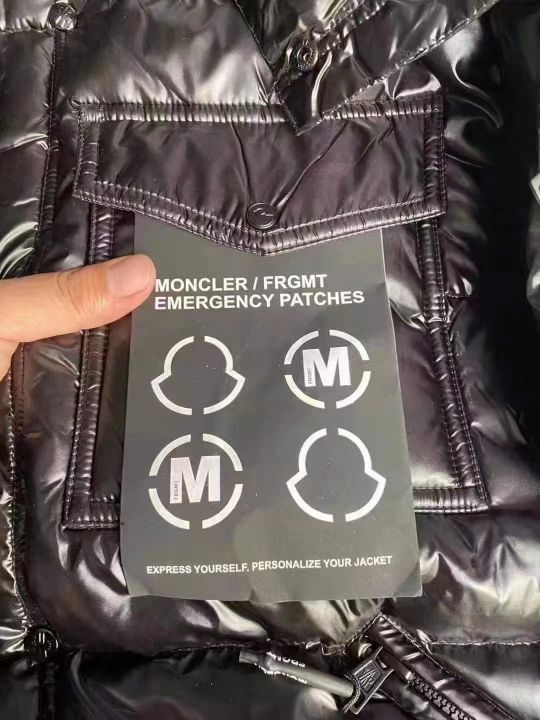 MONCLER / FRGMT
EMERGENCY PATCHES
M
FRGMT
M
FRGMT
EXPRESS YOURSELF. PERSONALIZE YOUR JACKET